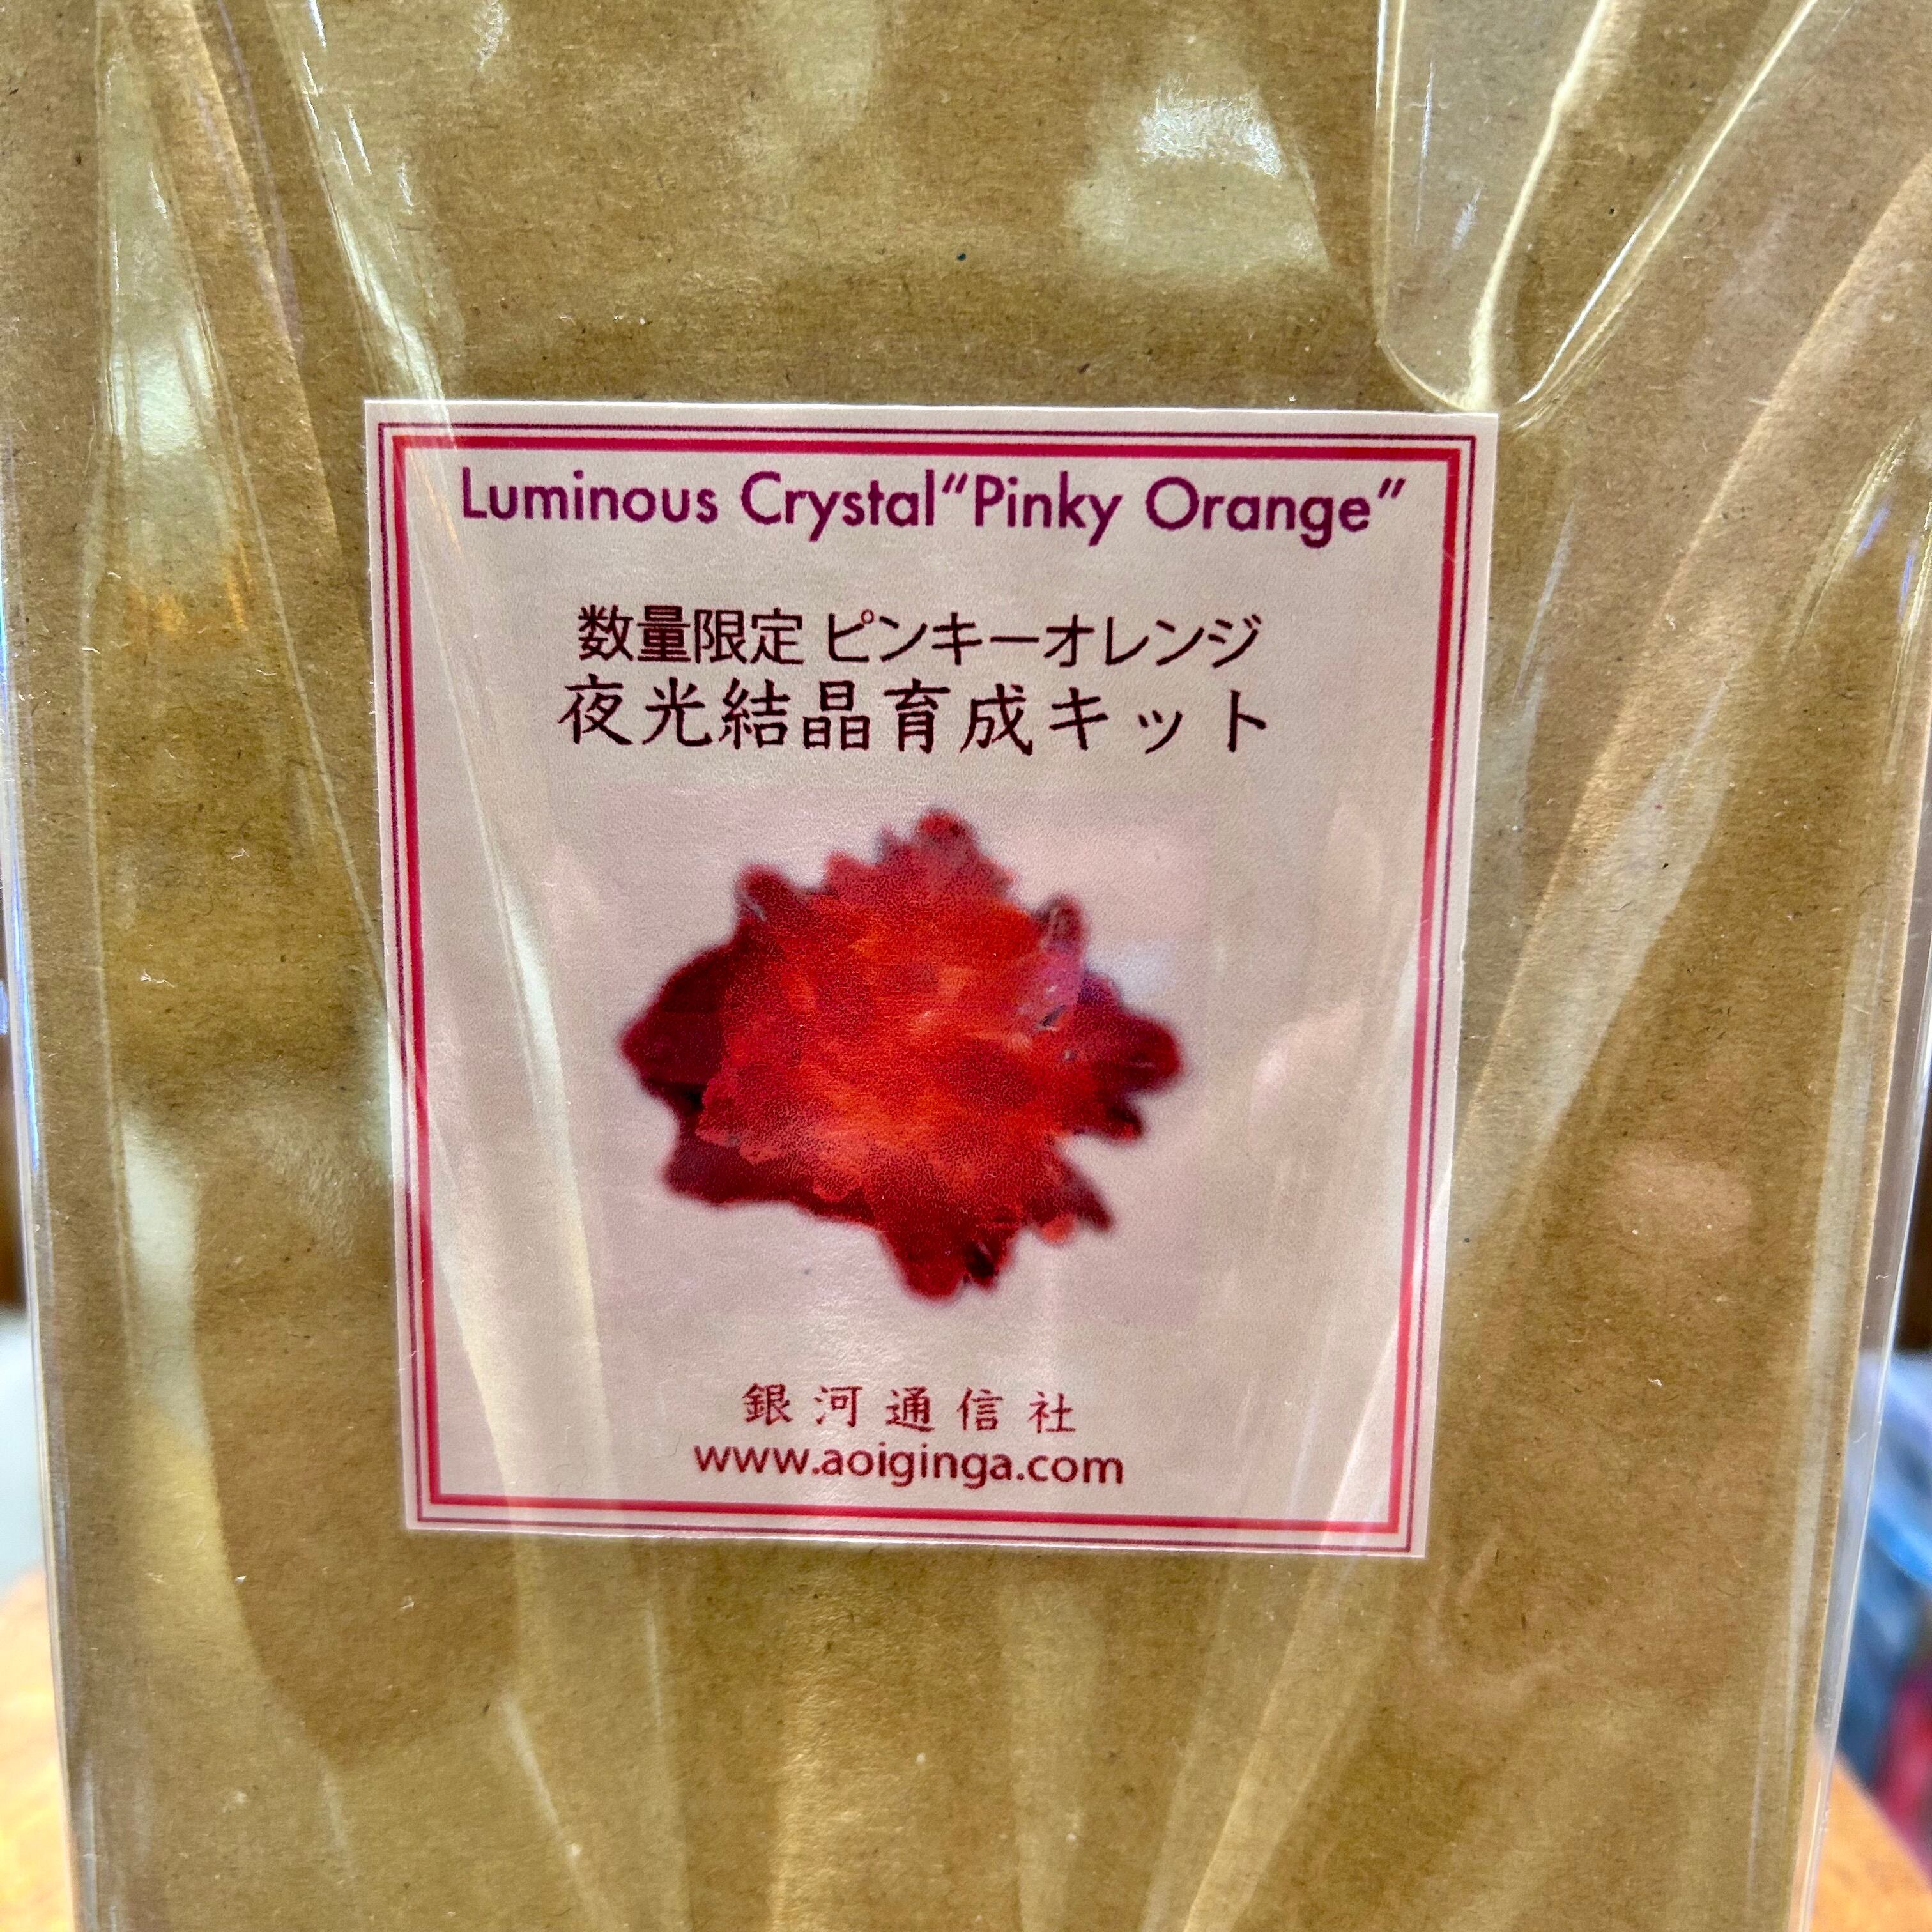 Luminous Crystal“Pinky Orange”
数量限定 ピンキーオレンジ
夜光結晶育成キット
銀河通信社
www.aoiginga.com